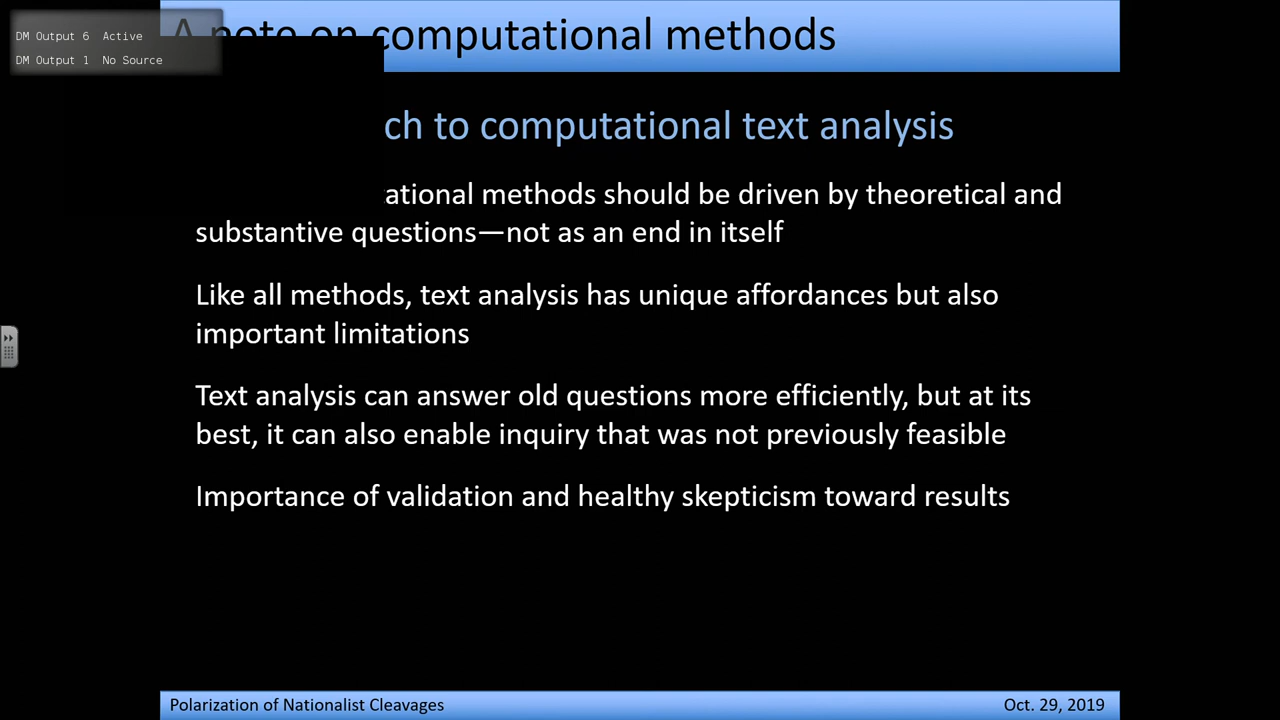 DM Output 6 Active
DM Output 1 No Source
A note on computational methods
ch to computational text analysis
ational methods should be driven by theoretical and
substantive questions—not as an end in itself
Like all methods, text analysis has unique affordances but also
important limitations
Text analysis can answer old questions more efficiently, but at its
best, it can also enable inquiry that was not previously feasible
Importance of validation and healthy skepticism toward results
Polarization of Nationalist Cleavages
Oct. 29, 2019